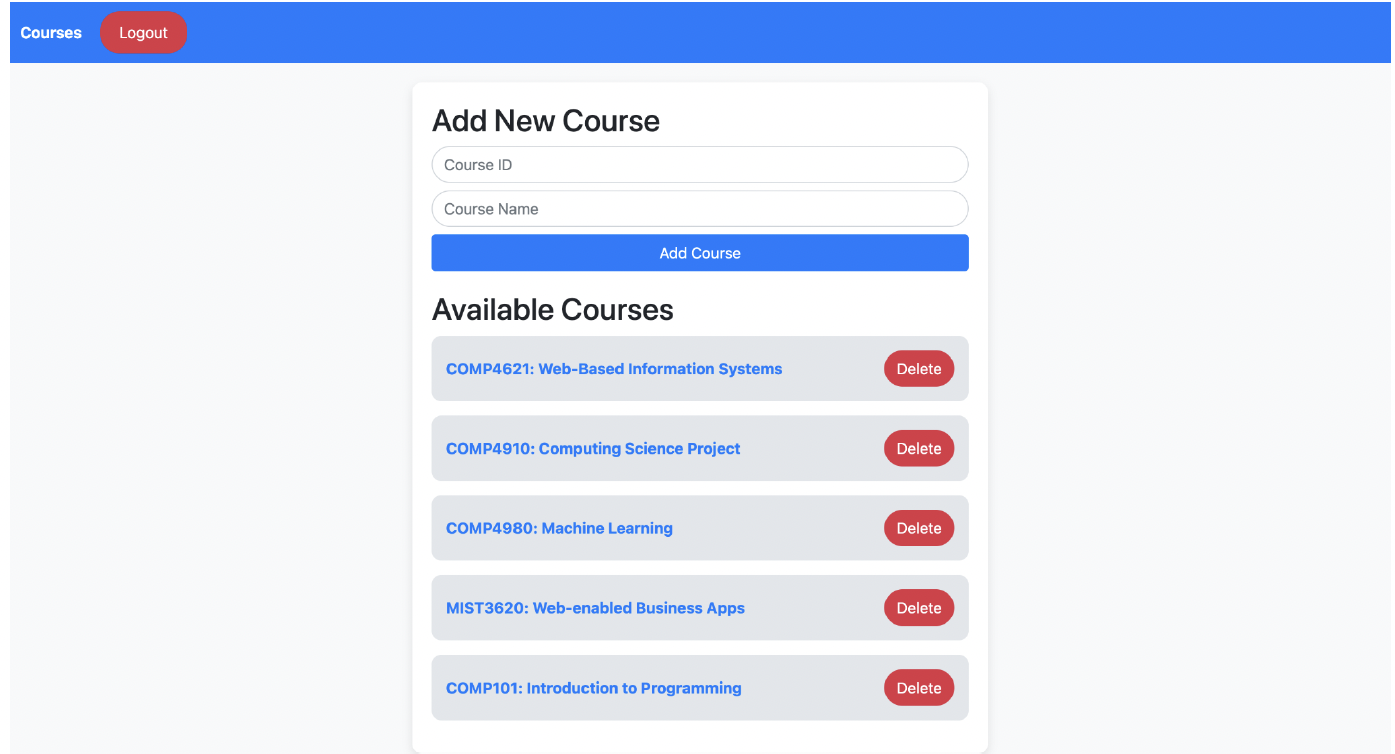 Courses Logout
Add New Course
Course ID
Course Name
Add Course
Available Courses
COMP4621: Web-Based Information Systems Delete
COMP4910: Computing Science Project Delete
COMP4980: Machine Learning Delete
MIST3620: Web-enabled Business Apps Delete
COMP101: Introduction to Programming Delete